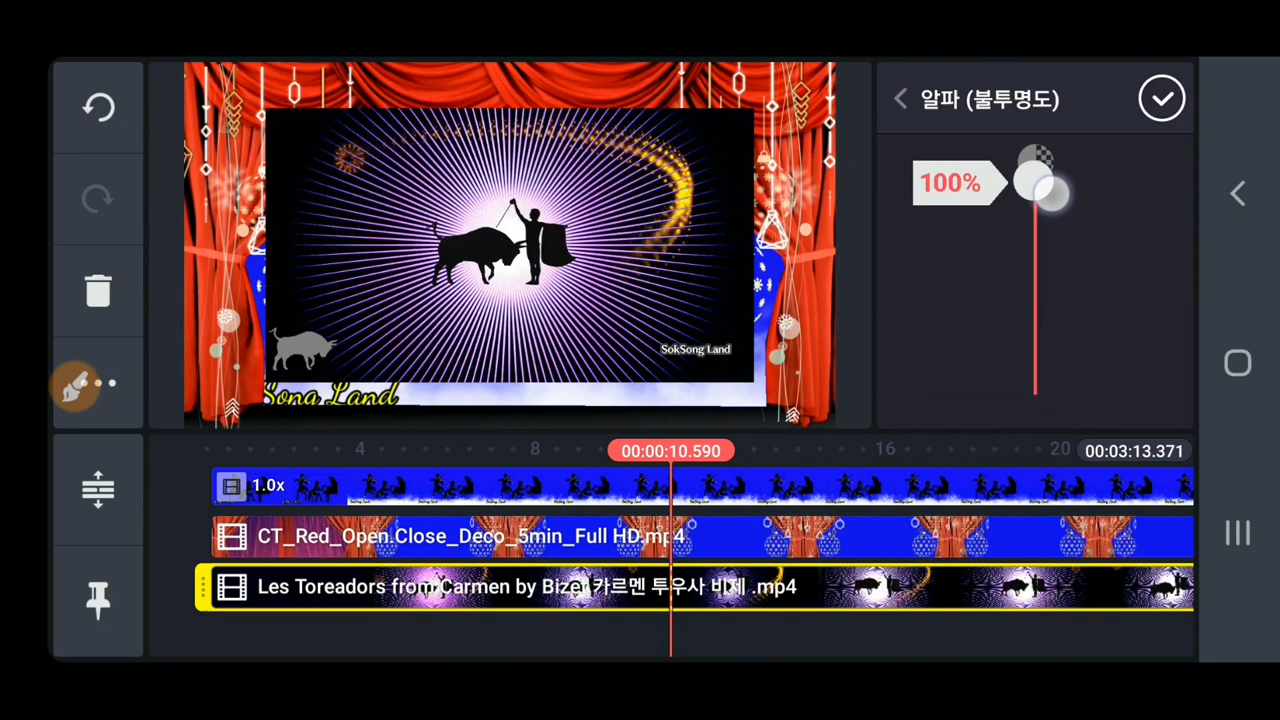 알파 (불투명도)
100%
SokSong Land
Song Land
4
8
00:00:10.590
16
20
00:03:13.371
1.0x
CT_Red_Open.Close_Deco_5min_Full HD.mp4
Les Toreadors from Carmen by Bizet 카르멘 투우사 비제 .mp4